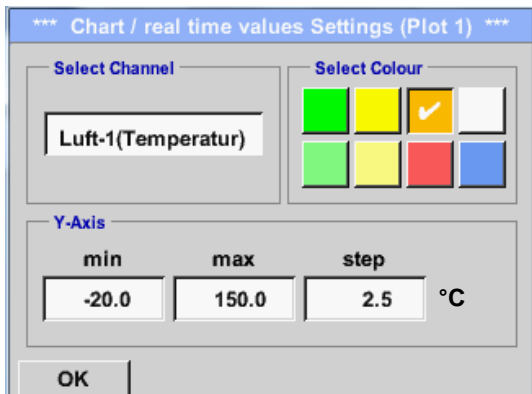 *** Chart / real time values Settings (Plot 1) ***
Select Channel
Luft-1(Temperatur)
Select Colour
Y-Axis
min max step
-20.0 150.0 2.5 °C
OK